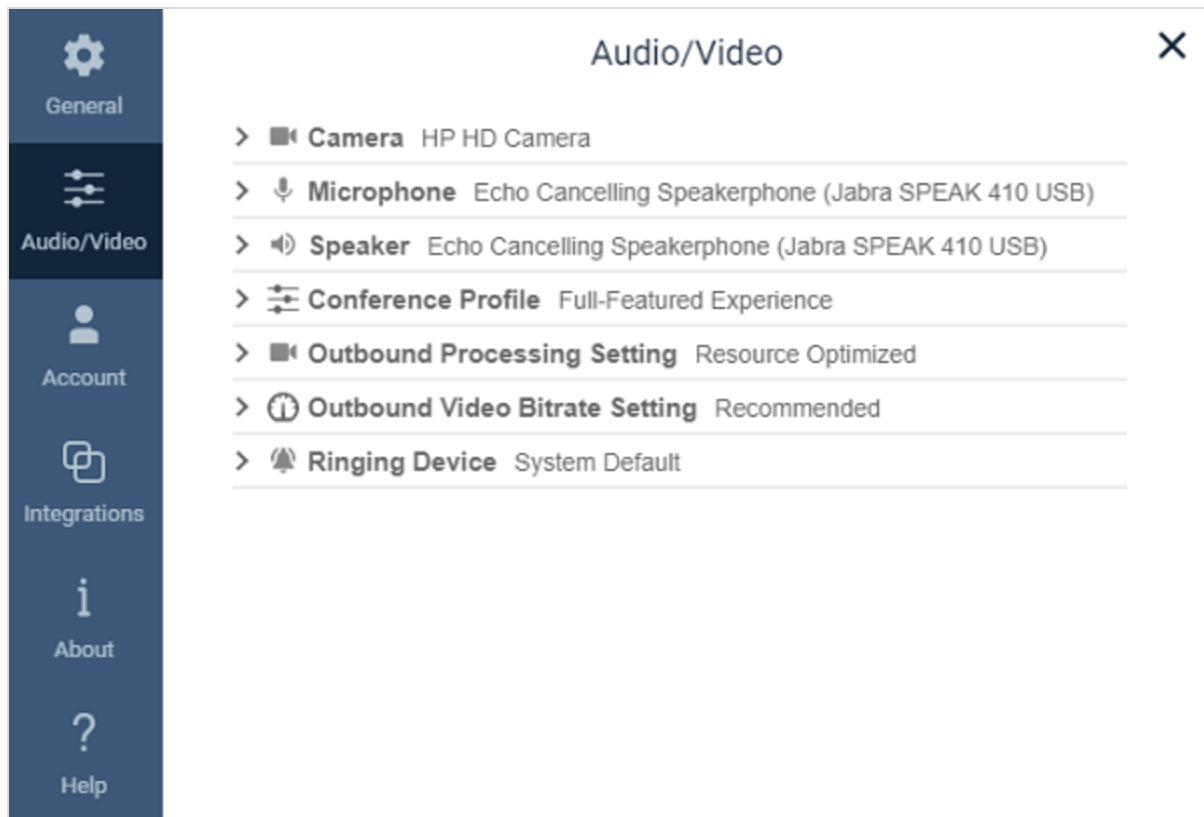 General
Audio/Video
Account
Integrations
About
Help
Audio/Video
Camera HP HD Camera
Microphone Echo Cancelling Speakerphone (Jabra SPEAK 410 USB)
Speaker Echo Cancelling Speakerphone (Jabra SPEAK 410 USB)
Conference Profile Full-Featured Experience
Outbound Processing Setting Resource Optimized
Outbound Video Bitrate Setting Recommended
Ringing Device System Default